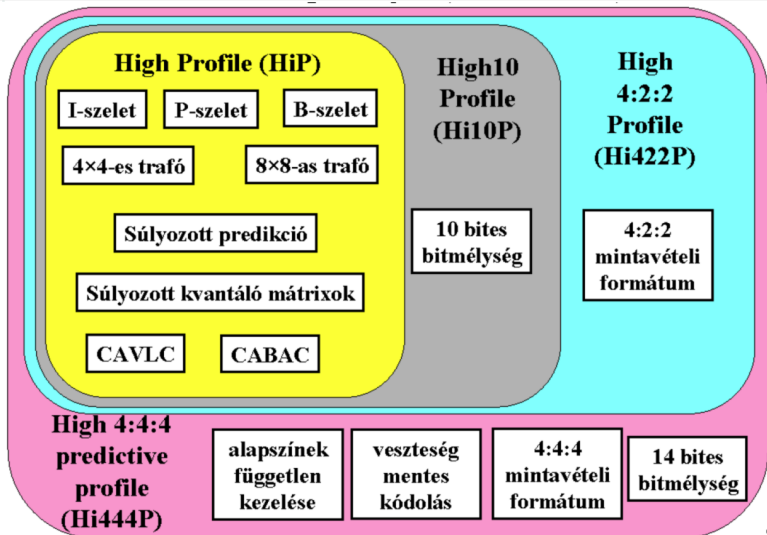 High Profile (HiP)
I-szelet
P-szelet
B-szelet
4×4-es trafó
8×8-as trafó
Súlyozott predikció
Súlyozott kvantáló mátrixok
CAVLC
CABAC
High10
Profile
(Hi10P)
10 bites
bitmélység
High
4:2:2
Profile
(Hi422P)
4:2:2
mintavételi
formátum
High 4:4:4
predictive
profile
(Hi444P)
alapszínek
független
kezelése
veszteség
mentes
kódolás
4:4:4
mintavételi
formátum
14 bites
bitmélység